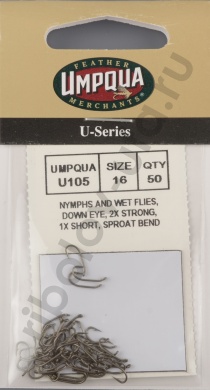 FEATHER
UMPQUA
MERCHANTS
U-Series
UMPQUA U105
SIZE 16
QTY 50
NYMPHS AND WET FLIES,
DOWN EYE, 2X STRONG,
1X SHORT, SPROAT BEND